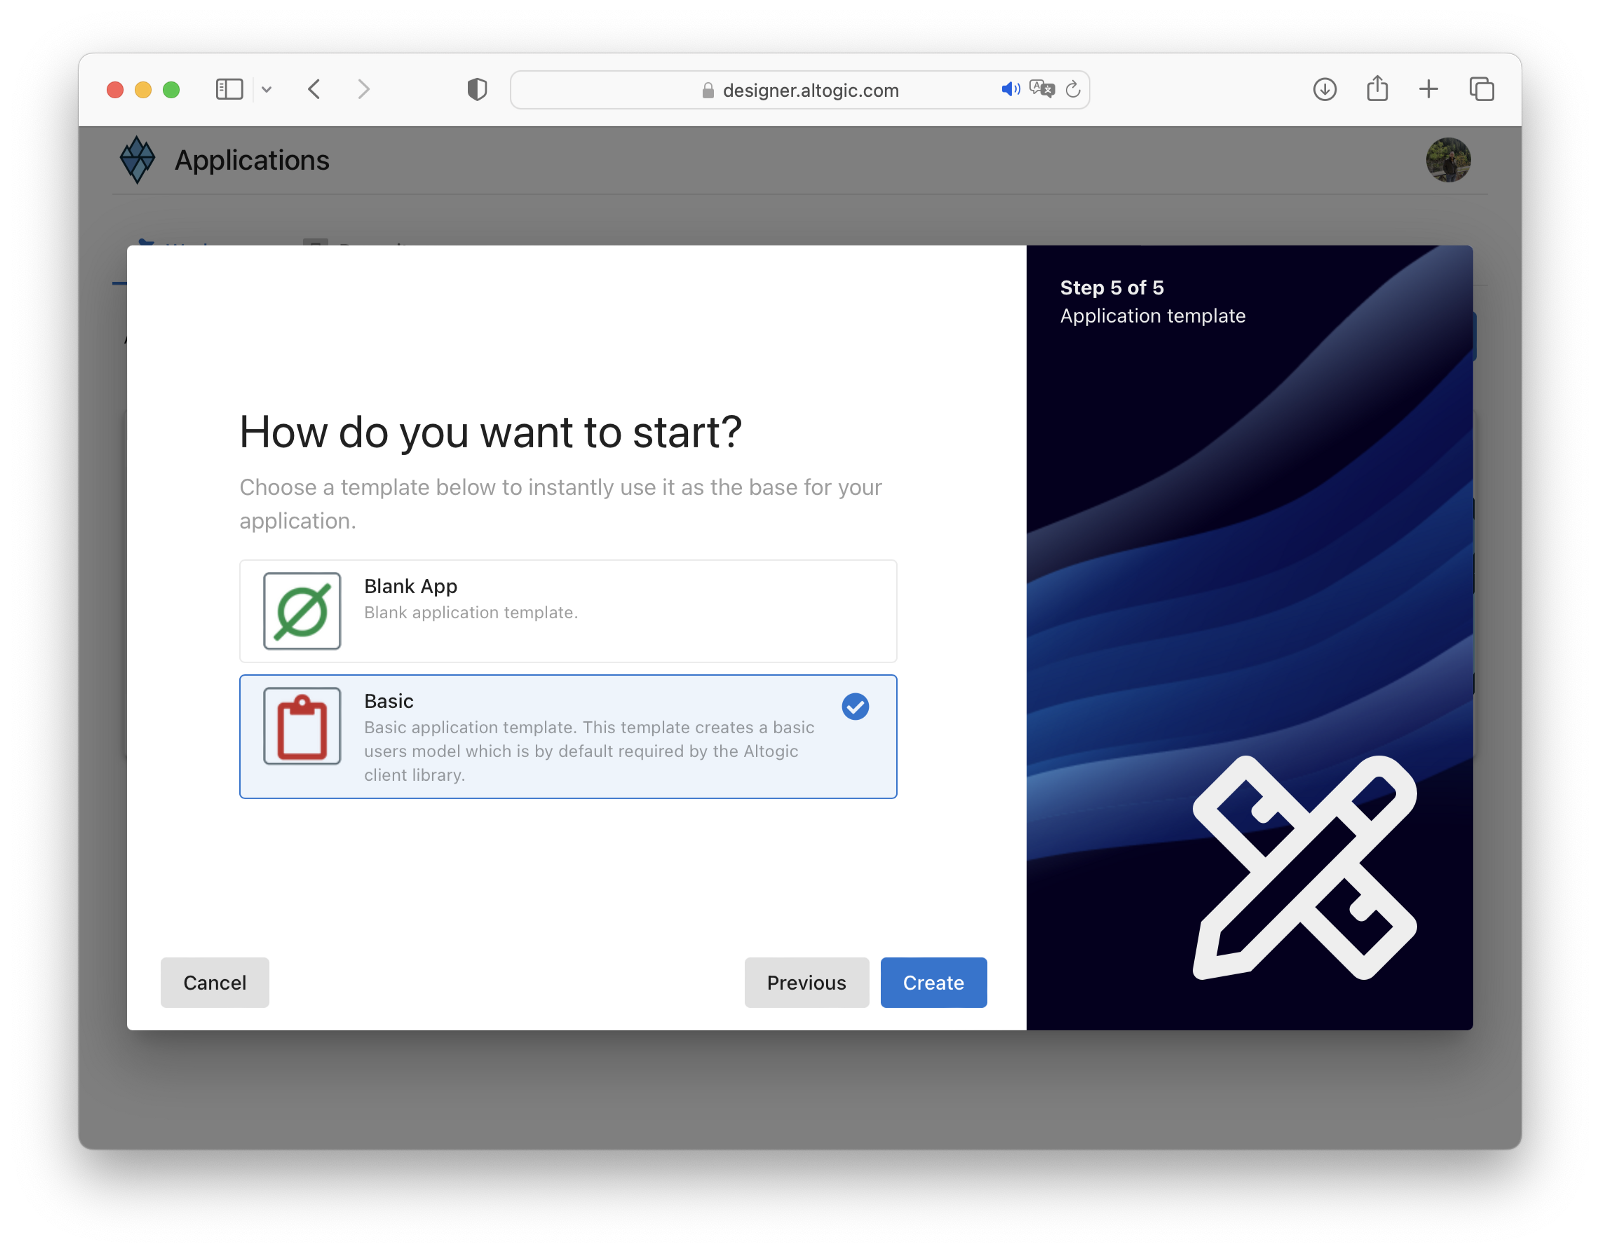 designer.altogic.com
Applications
Step 5 of 5
Application template
How do you want to start?
Choose a template below to instantly use it as the base for your
application.
Blank App
Blank application template.
Basic
Basic application template. This template creates a basic
users model which is by default required by the Altogic
client library.
Cancel
Previous
Create